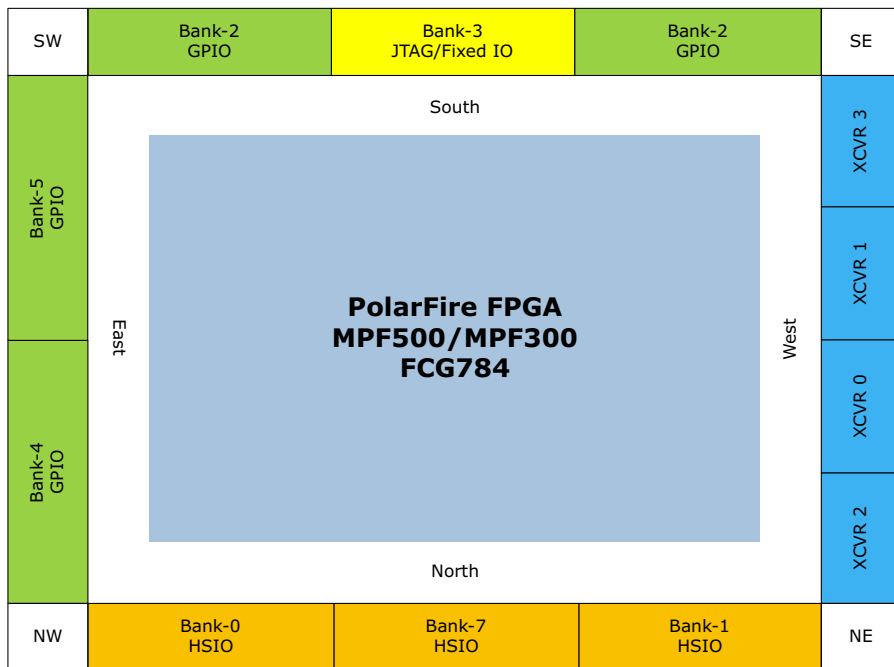 SW
Bank-2
GPIO
Bank-3
JTAG/Fixed IO
Bank-2
GPIO
SE
South
Bank-5
GPIO
XCVR 3
XCVR 1
East
PolarFire FPGA
MPF500/MPF300
FCG784
West
Bank-4
GPIO
XCVR 0
XCVR 2
North
NW
Bank-0
HSIO
Bank-7
HSIO
Bank-1
HSIO
NE